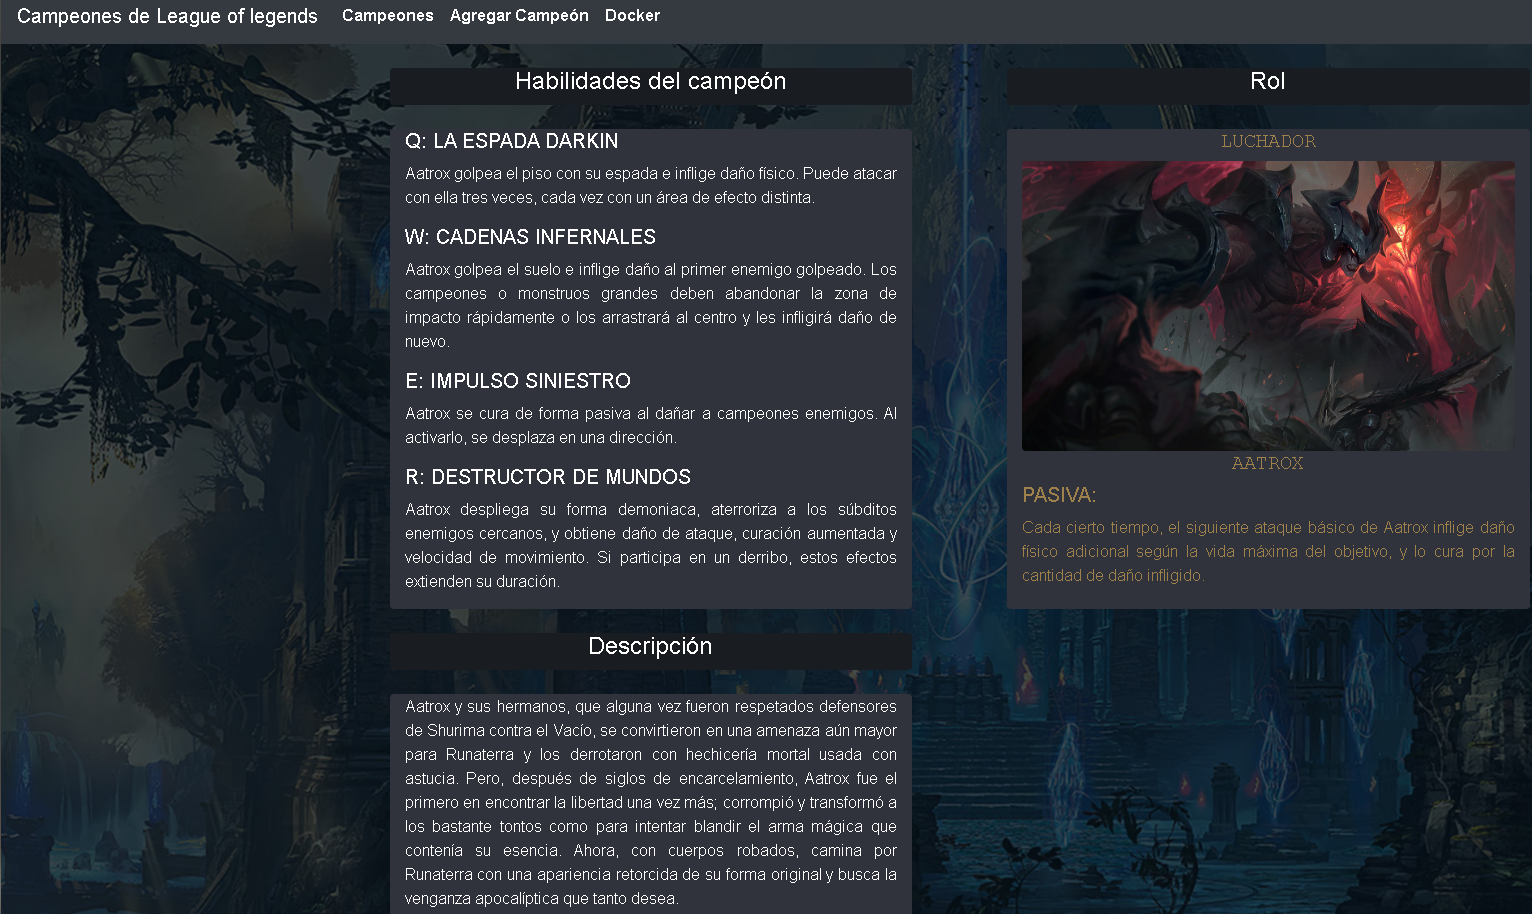 Campeones de League of legends Campeones Agregar Campeón Docker
Habilidades del campeón
Q: LA ESPADA DARKIN
Aatrox golpea el piso con su espada e inflige daño físico. Puede atacar
con ella tres veces, cada vez con un área de efecto distinta.
W: CADENAS INFERNALES
Aatrox golpea el suelo e inflige daño al primer enemigo golpeado. Los
campeones o monstruos grandes deben abandonar la zona de
impacto rápidamente o los arrastrará al centro y les infligirá daño de
nuevo.
E: IMPULSO SINIESTRO
Aatrox se cura de forma pasiva al dañar a campeones enemigos. Al
activarlo, se desplaza en una dirección.
R: DESTRUCTOR DE MUNDOS
Aatrox despliega su forma demoniaca, aterroriza a los súbditos
enemigos cercanos, y obtiene daño de ataque, curación aumentada y
velocidad de movimiento. Si participa en un derribo, estos efectos
extienden su duración.
Descripción
Aatrox y sus hermanos, que alguna vez fueron respetados defensores
de Shurima contra el Vacío, se convirtieron en una amenaza aún mayor
para Runaterra y los derrotaron con hechicería mortal usada con
astucia. Pero, después de siglos de encarcelamiento, Aatrox fue el
primero en encontrar la libertad una vez más; corrompió y transformó a
los bastante tontos como para intentar blandir el arma mágica que
contenía su esencia. Ahora, con cuerpos robados, camina por
Runaterra con una apariencia retorcida de su forma original y busca la
venganza apocalíptica que tanto desea.
Rol
LUCHADOR
AATROX
PASIVA:
Cada cierto tiempo, el siguiente ataque básico de Aatrox inflige daño
físico adicional según la vida máxima del objetivo, y lo cura por la
cantidad de daño infligido.